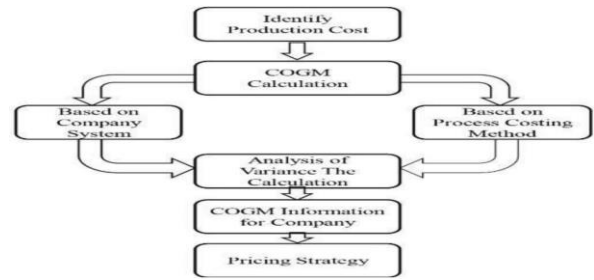 Identify
Production Cost
COGM
Calculation
Based on
Company
System
Based on
Process Costing
Method
Analysis of
Variance The
Calculation
COGM Information
for Company
Pricing Strategy